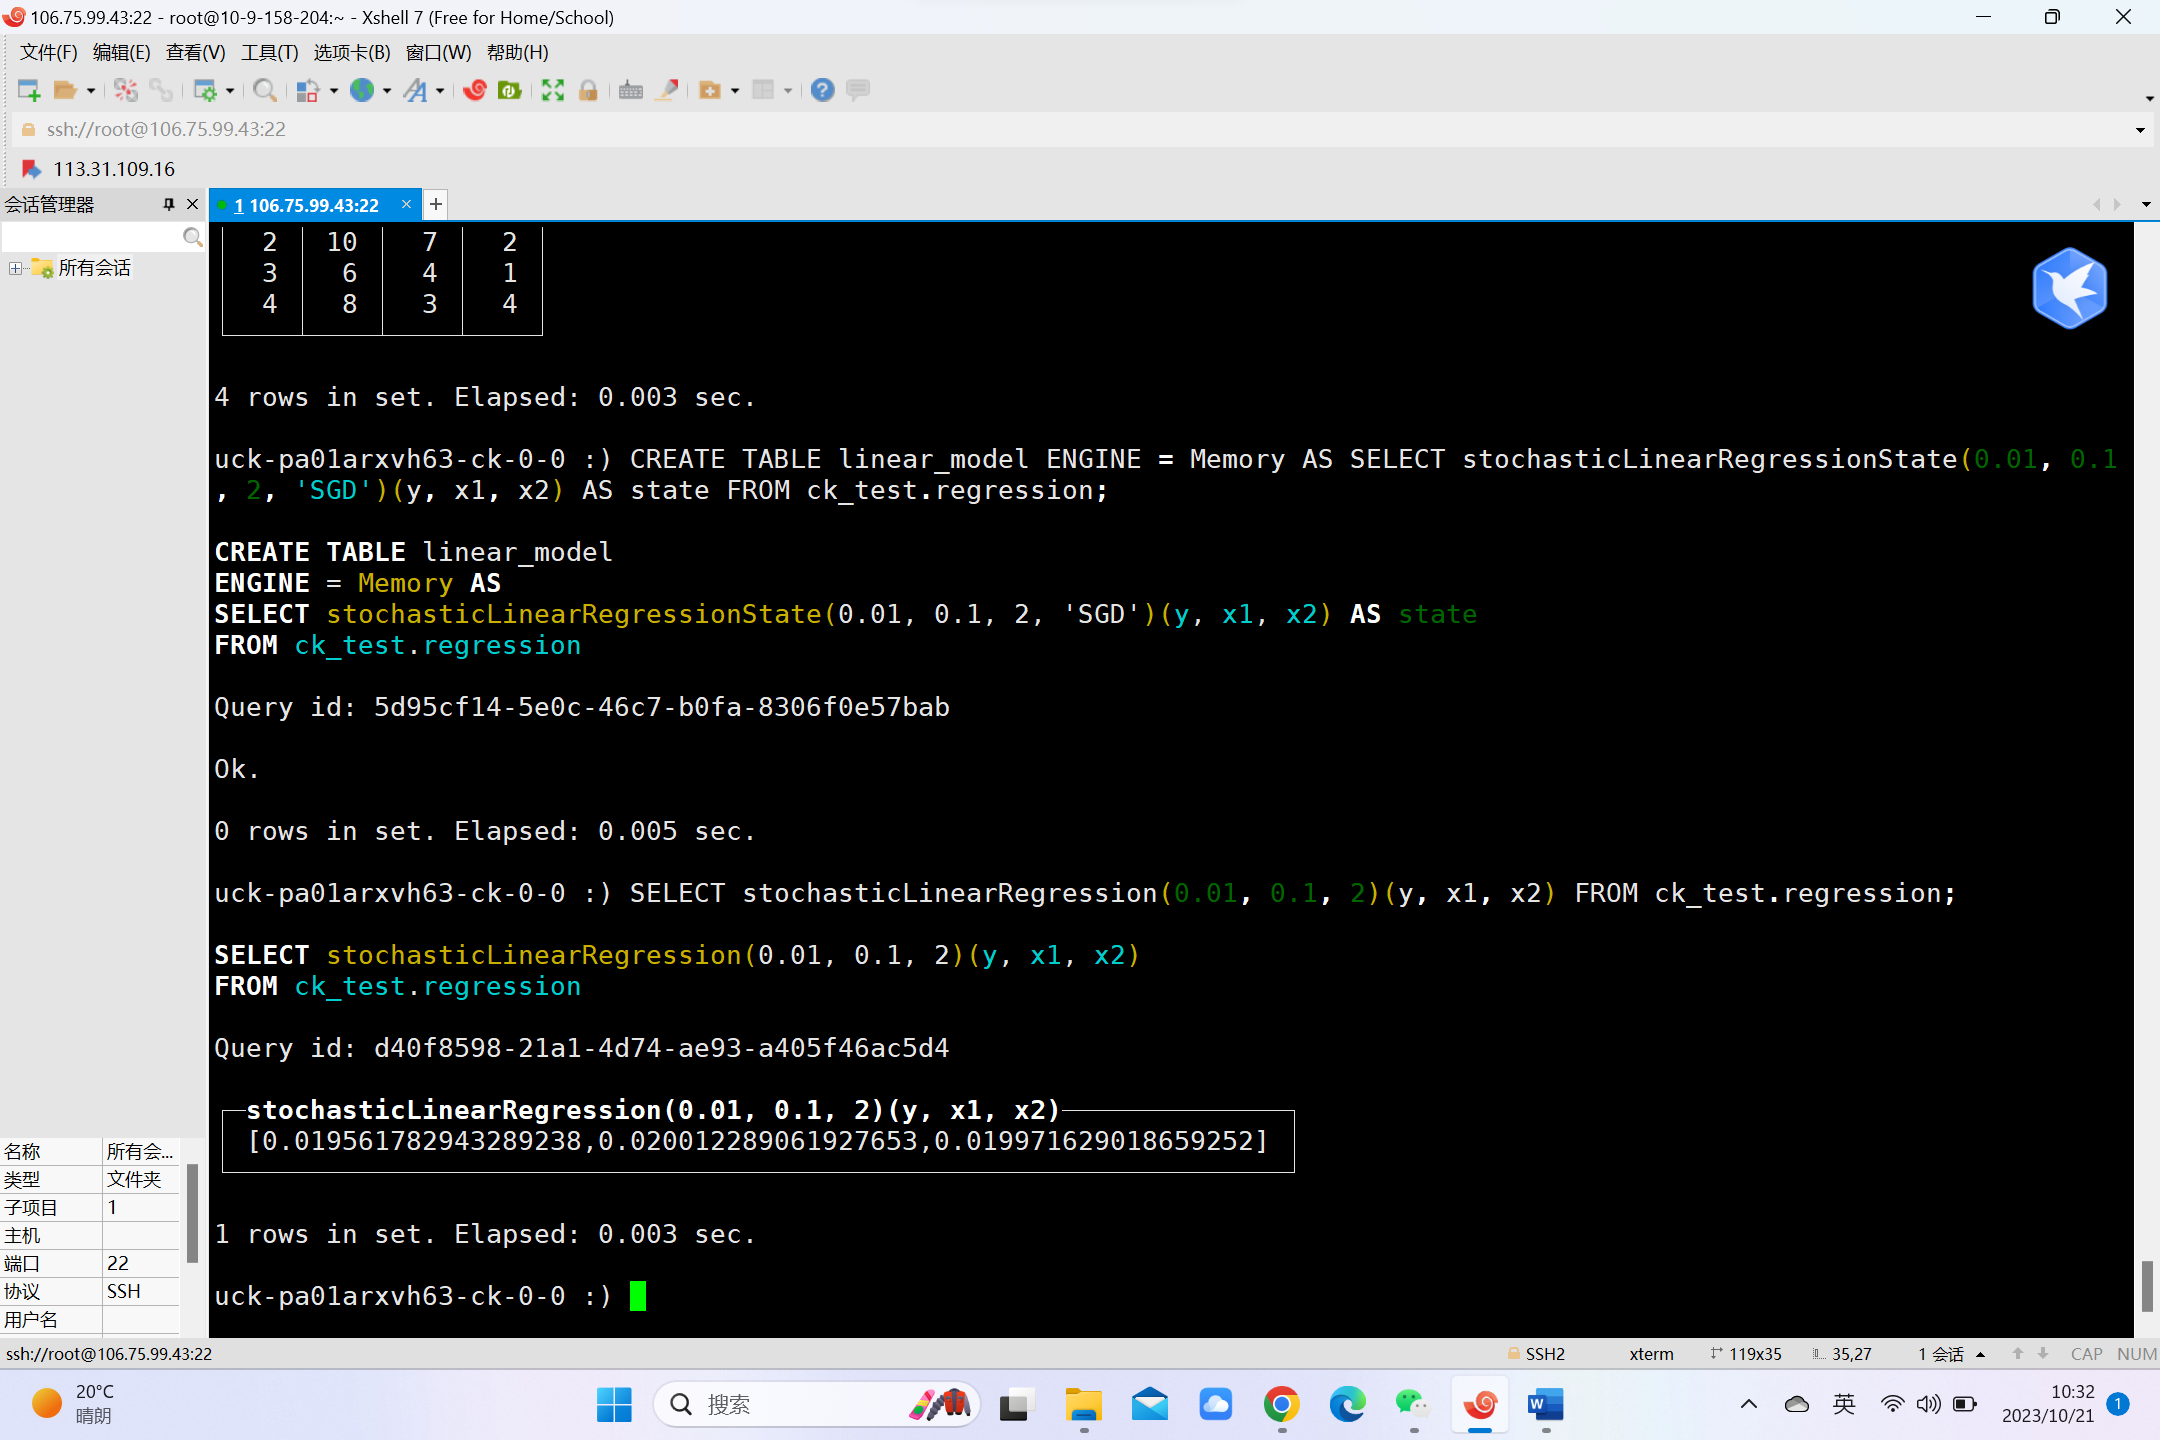 106.75.99.43:22 - root@10-9-158-204:~ - Xshell 7 (Free for Home/School)
文件(F) 编辑(E) 查看(V) 工具(T) 选项卡(B) 窗口(W) 帮助(H)
ssh://root@106.75.99.43:22
113.31.109.16
会话管理器
1 106.75.99.43:22
所有会话
2 10 7 2
3 6 4 1
4 8 3 4
4 rows in set. Elapsed: 0.003 sec.
uck-pa01arxvh63-ck-0-0 :) CREATE TABLE linear_model ENGINE = Memory AS SELECT stochasticLinearRegressionState(0.01, 0.1
, 2, 'SGD')(y, x1, x2) AS state FROM ck_test.regression;
CREATE TABLE linear_model
ENGINE = Memory AS
SELECT stochasticLinearRegressionState(0.01, 0.1, 2, 'SGD')(y, x1, x2) AS state
FROM ck_test.regression
Query id: 5d95cf14-5e0c-46c7-b0fa-8306f0e57bab
Ok.
0 rows in set. Elapsed: 0.005 sec.
uck-pa01arxvh63-ck-0-0 :) SELECT stochasticLinearRegression(0.01, 0.1, 2)(y, x1, x2) FROM ck_test.regression;
SELECT stochasticLinearRegression(0.01, 0.1, 2)(y, x1, x2)
FROM ck_test.regression
Query id: d40f8598-21a1-4d74-ae93-a405f46ac5d4
stochasticLinearRegression(0.01, 0.1, 2)(y, x1, x2)
[0.019561782943289238,0.020012289061927653,0.019971629018659252]
1 rows in set. Elapsed: 0.003 sec.
uck-pa01arxvh63-ck-0-0 :)
名称 所有会...
类型 文件夹
子项目 1
主机
端口 22
协议 SSH
用户名
ssh://root@106.75.99.43:22 SSH2 xterm 119x35 35,27 1 会话 CAP NUM
20°C
晴朗
搜索
英
10:32
2023/10/21
1